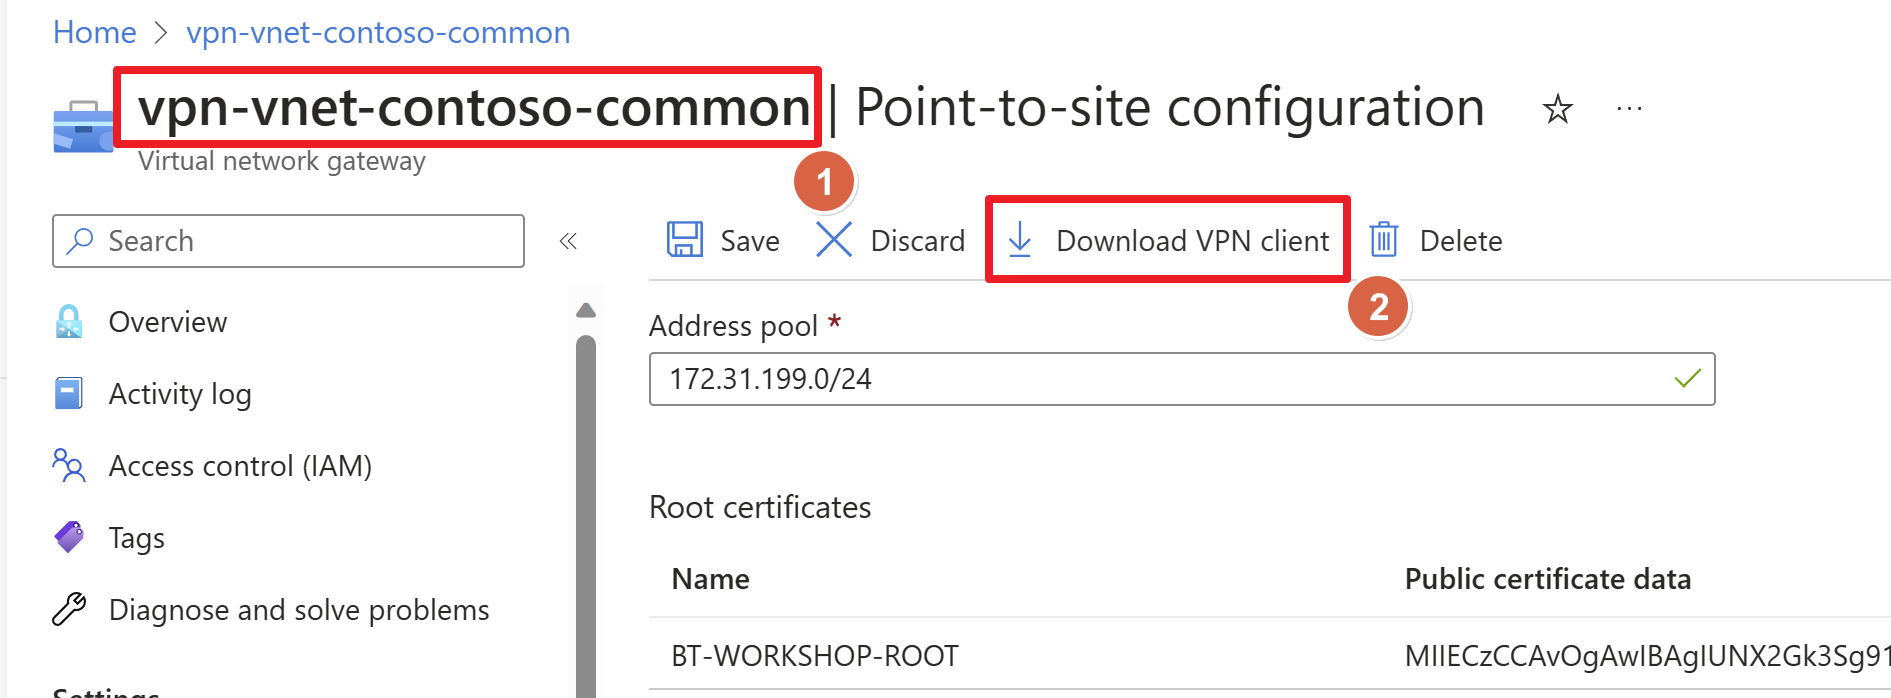 Home > vpn-vnet-contoso-common
vpn-vnet-contoso-common | Point-to-site configuration ...
Virtual network gateway
1
Search
«
Save
Discard
Download VPN client
Delete
2
Overview
Activity log
Access control (IAM)
Tags
Diagnose and solve problems
Settings
Address pool *
172.31.199.0/24
Root certificates
Name Public certificate data
BT-WORKSHOP-ROOT MIIECzCCAvOgAwIBAgIUNX2Gk3Sg91